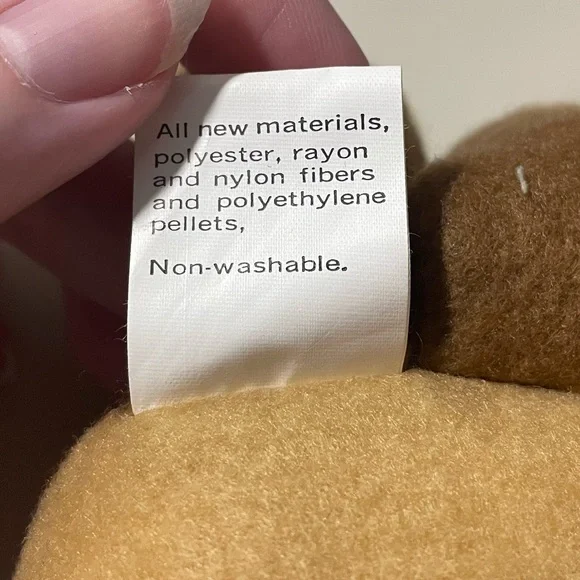 All new materials,
polyester, rayon
and nylon fibers
and polyethylene
pellets,
Non-washable.